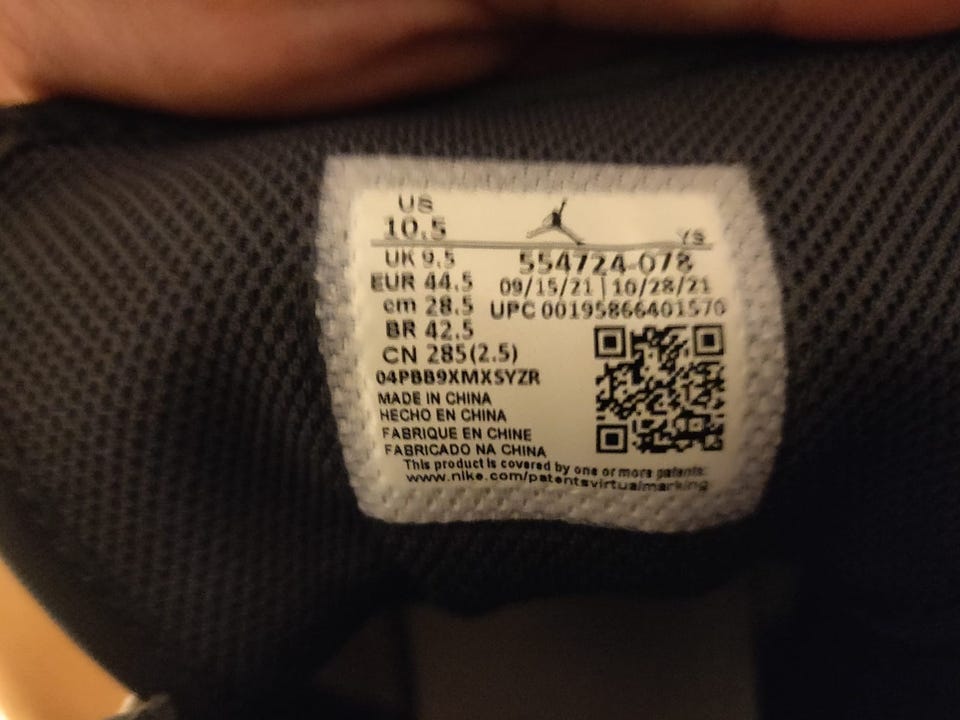 US
10.5
YS
UK 9.5
554724-078
EUR 44.5
09/15/21 | 10/28/21
cm 28.5
UPC 00195866401570
BR 42.5
CN 285(2.5)
04PBB9XMXSYZR
MADE IN CHINA
HECHO EN CHINA
FABRIQUE EN CHINE
FABRICADO NA CHINA
This product is covered by one or more patents:
www.nike.com/patentsvirtualmarking